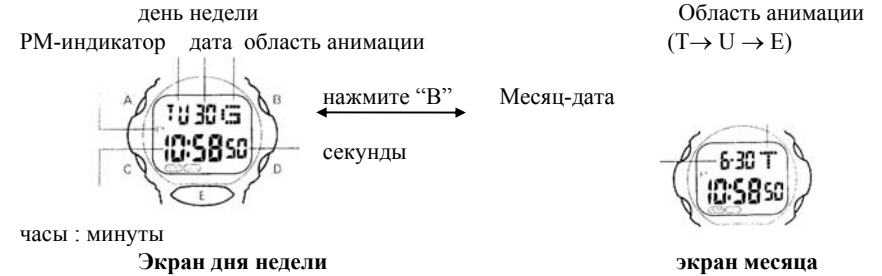 день недели
Область анимации
РМ-индикатор дата область анимации
(T→ U → E)
A
B
TU 30
нажмите “В”
Месяц-дата
10:58 50
секунды
6-30 T
10:58 50
C
D
E
часы : минуты
Экран дня недели
экран месяца